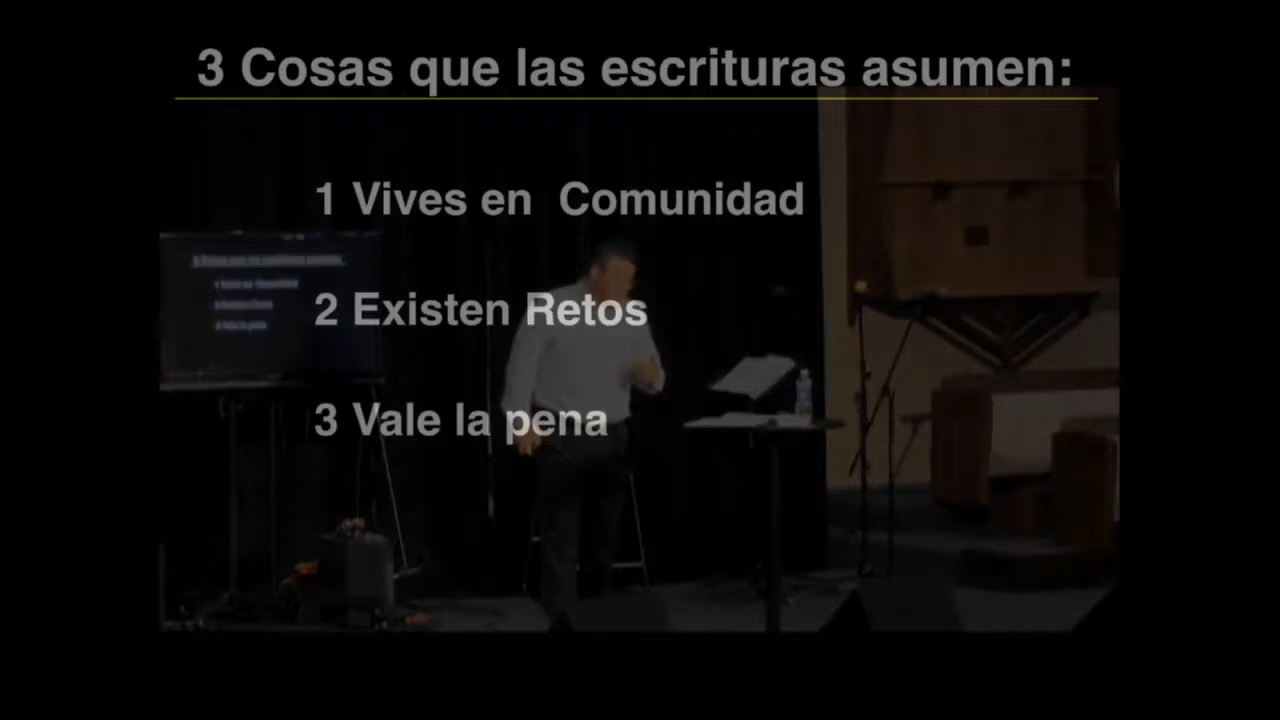 3 Cosas que las escrituras asumen:
1 Vives en  Comunidad
2 Existen Retos
3 Vale la pena